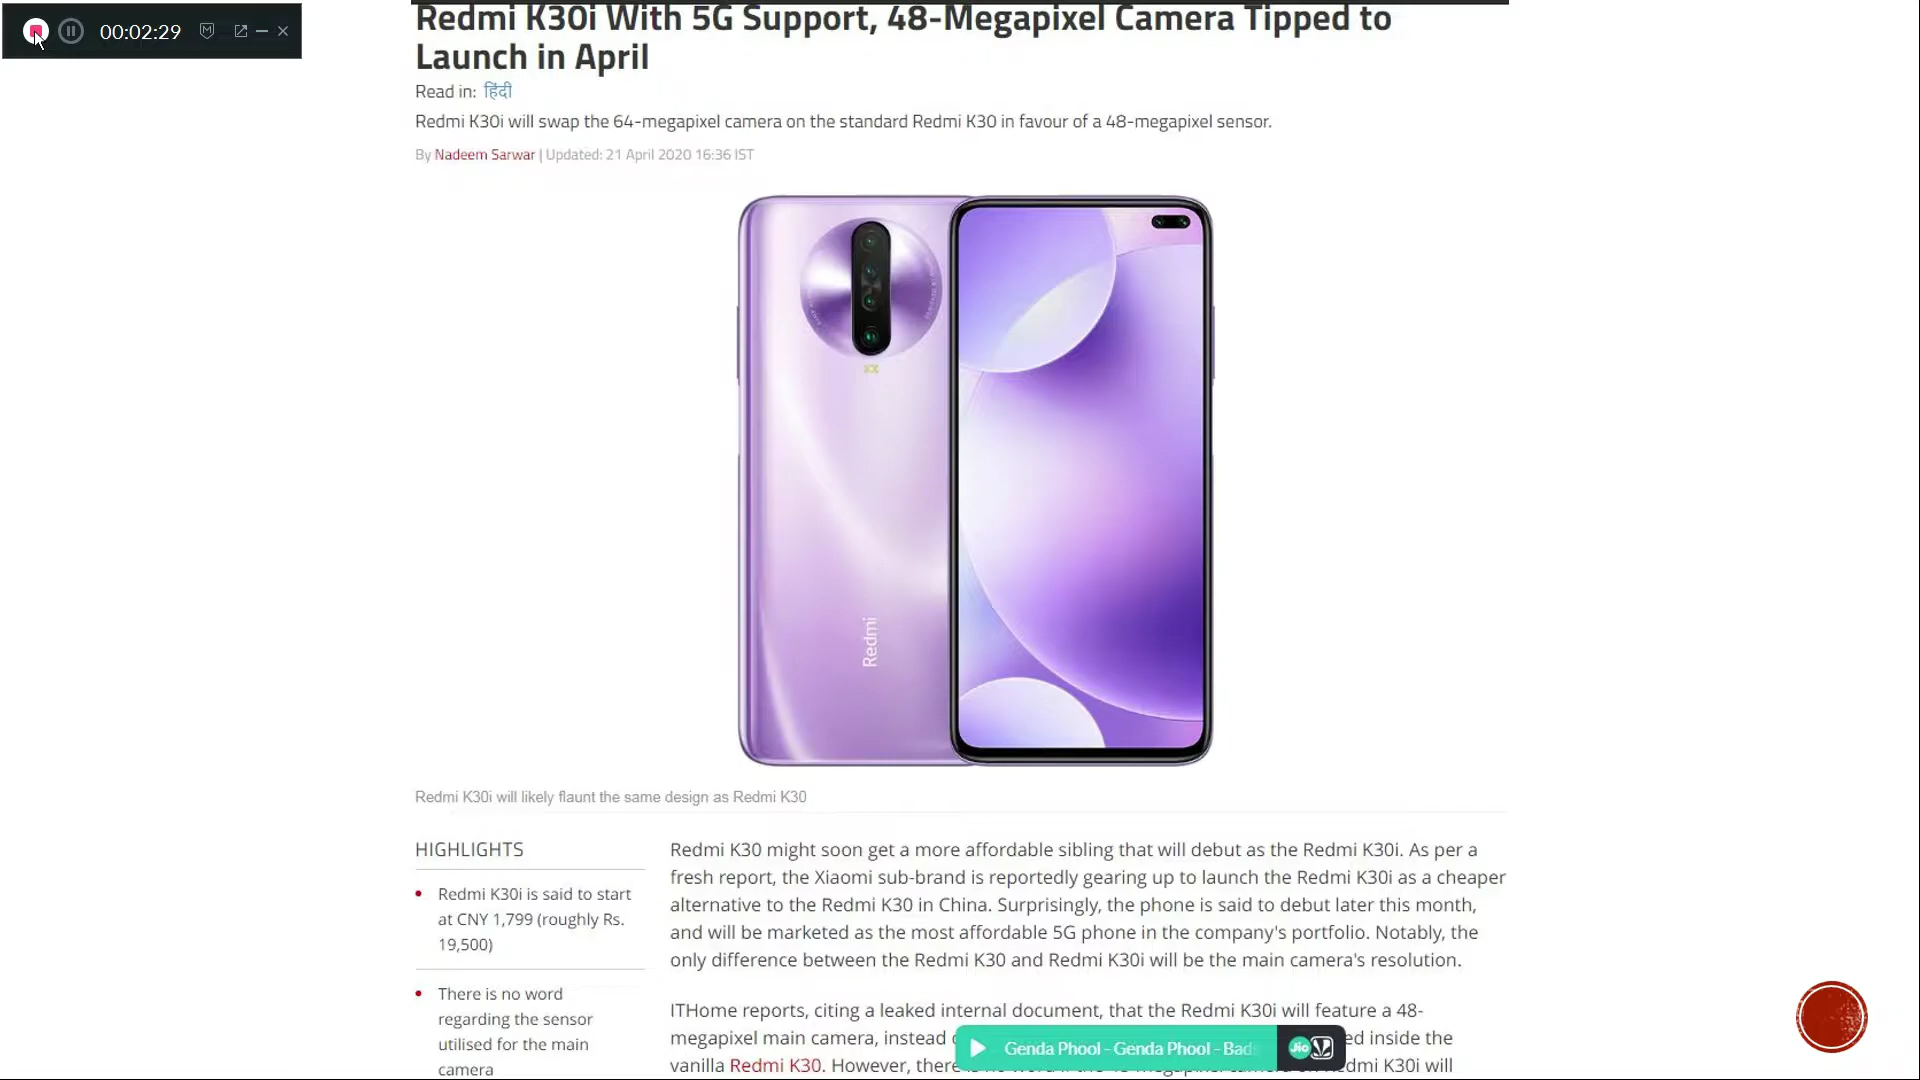 00:02:29
Redmi K30i With 5G Support, 48-Megapixel Camera Tipped to
Launch in April
Read in: हिंदी
Redmi K30i will swap the 64-megapixel camera on the standard Redmi K30 in favour of a 48-megapixel sensor.
By Nadeem Sarwar | Updated: 21 April 2020 16:36 IST
Redmi
Redmi K30i will likely flaunt the same design as Redmi K30
HIGHLIGHTS
Redmi K30i is said to start
at CNY 1,799 (roughly Rs.
19,500)
There is no word
regarding the sensor
utilised for the main
camera
Redmi K30 might soon get a more affordable sibling that will debut as the Redmi K30i. As per a
fresh report, the Xiaomi sub-brand is reportedly gearing up to launch the Redmi K30i as a cheaper
alternative to the Redmi K30 in China. Surprisingly, the phone is said to debut later this month,
and will be marketed as the most affordable 5G phone in the company's portfolio. Notably, the
only difference between the Redmi K30 and Redmi K30i will be the main camera's resolution.
ITHome reports, citing a leaked internal document, that the Redmi K30i will feature a 48-
megapixel main camera, instead ed inside the
vanilla Redmi K30. However, there Redmi K30i will
Genda Phool - Genda Phool - Bads
Jio